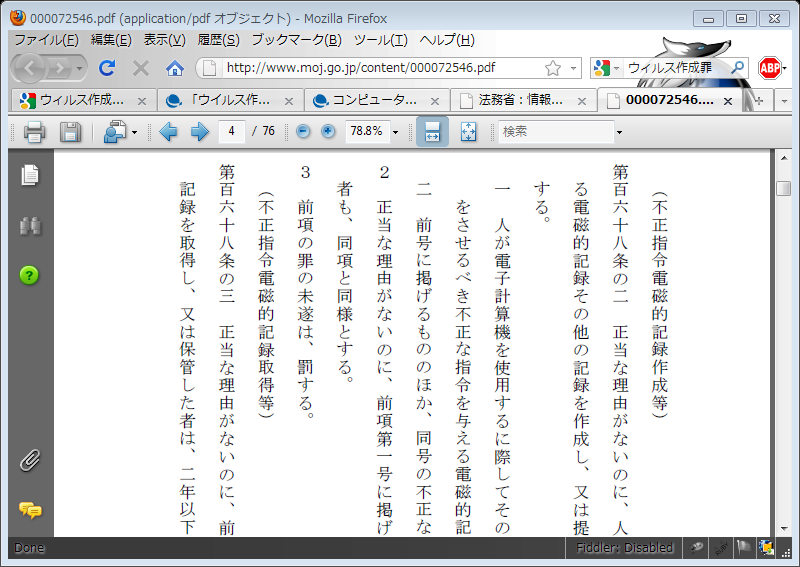 000072546.pdf (application/pdf オブジェクト) - Mozilla Firefox
ファイル(F) 編集(E) 表示(V) 履歴(S) ブックマーク(B) ツール(T) ヘルプ(H)
http://www.moj.go.jp/content/000072546.pdf
ウイルス作成罪
ABP
ウイルス作成...
「ウイルス作...
コンピュータ...
法務省：情報...
000072546....
4 / 76
78.8%
検索
（不正指令電磁的記録作成等）
第百六十八条の二　正当な理由がないのに、人
る電磁的記録その他の記録を作成し、又は提
する。
一　人が電子計算機を使用するに際してその
をさせるべき不正な指令を与える電磁的記
二　前号に掲げるもののほか、同号の不正な
２　正当な理由がないのに、前項第一号に掲げ
者も、同項と同様とする。
３　前項の罪の未遂は、罰する。
（不正指令電磁的記録取得等）
第百六十八条の三　正当な理由がないのに、前
記録を取得し、又は保管した者は、二年以下
Done
Fiddler: Disabled